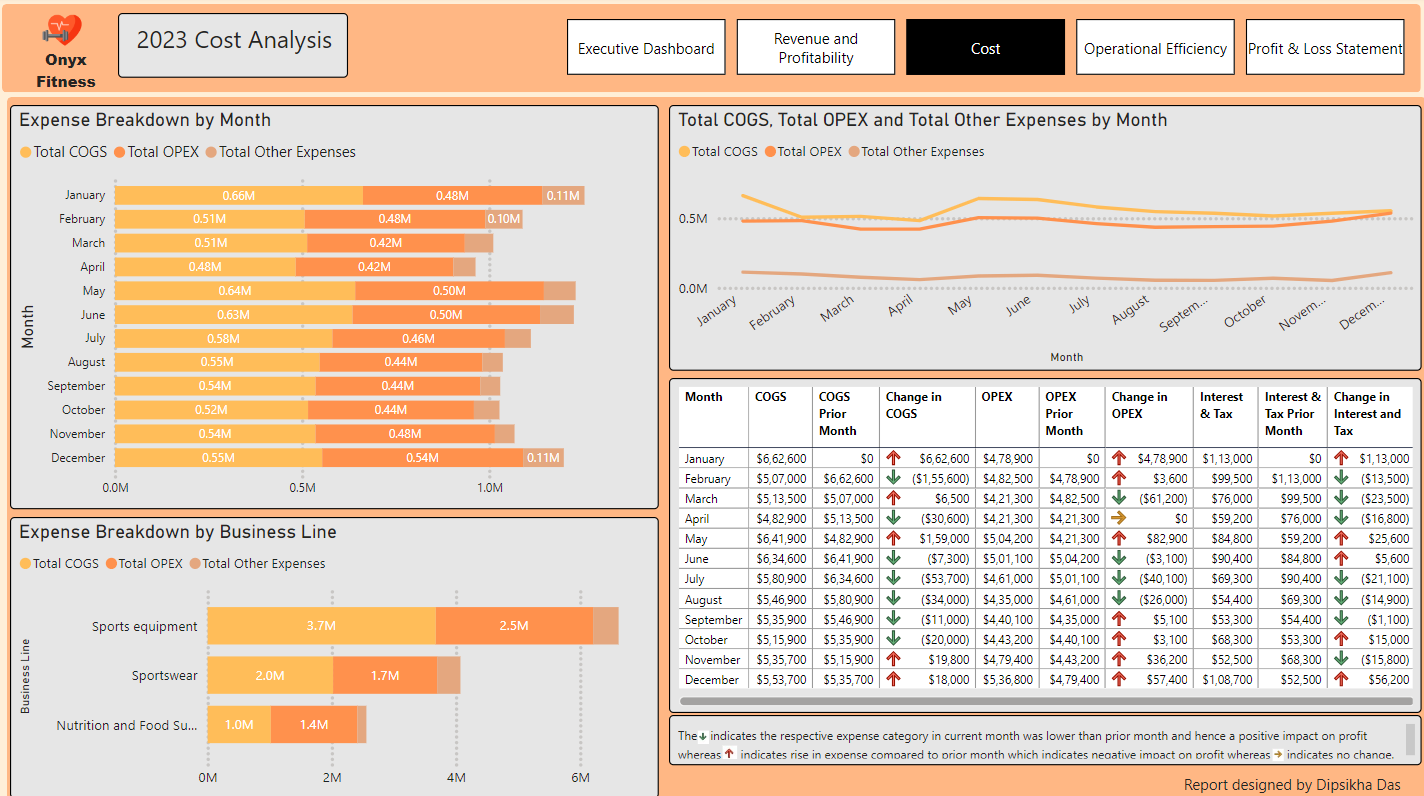 Onyx
Fitness
2023 Cost Analysis
Executive Dashboard
Revenue and
Profitability
Cost
Operational Efficiency
Profit & Loss Statement
Expense Breakdown by Month
Total COGS Total OPEX Total Other Expenses
Month
January 0.66M 0.48M 0.11M
February 0.51M 0.48M 0.10M
March 0.51M 0.42M
April 0.48M 0.42M
May 0.64M 0.50M
June 0.63M 0.50M
July 0.58M 0.46M
August 0.55M 0.44M
September 0.54M 0.44M
October 0.52M 0.44M
November 0.54M 0.48M
December 0.55M 0.54M 0.11M
0.0M 0.5M 1.0M
Expense Breakdown by Business Line
Total COGS Total OPEX Total Other Expenses
Business Line
Sports equipment 3.7M 2.5M
Sportswear 2.0M 1.7M
Nutrition and Food Su... 1.0M 1.4M
0M 2M 4M 6M
Total COGS, Total OPEX and Total Other Expenses by Month
Total COGS Total OPEX Total Other Expenses
0.5M
0.0M
January February March April May June July August Septem... October Novem... Decem...
Month
Month COGS COGS Prior Month Change in COGS OPEX OPEX Prior Month Change in OPEX Interest & Tax Interest & Tax Prior Month Change in Interest and Tax
January $6,62,600 $0 ↑ $6,62,600 $4,78,900 $0 ↑ $4,78,900 $1,13,000 $0 ↑ $1,13,000
February $5,07,000 $6,62,600 ↓ ($1,55,600) $4,82,500 $4,78,900 ↑ $3,600 $99,500 $1,13,000 ↓ ($13,500)
March $5,13,500 $5,07,000 ↑ $6,500 $4,21,300 $4,82,500 ↓ ($61,200) $76,000 $99,500 ↓ ($23,500)
April $4,82,900 $5,13,500 ↓ ($30,600) $4,21,300 $4,21,300 → $0 $59,200 $76,000 ↓ ($16,800)
May $6,41,900 $4,82,900 ↑ $1,59,000 $5,04,200 $4,21,300 ↑ $82,900 $84,800 $59,200 ↑ $25,600
June $6,34,600 $6,41,900 ↓ ($7,300) $5,01,100 $5,04,200 ↓ ($3,100) $90,400 $84,800 ↑ $5,600
July $5,80,900 $6,34,600 ↓ ($53,700) $4,61,000 $5,01,100 ↓ ($40,100) $69,300 $90,400 ↓ ($21,100)
August $5,46,900 $5,80,900 ↓ ($34,000) $4,35,000 $4,61,000 ↓ ($26,000) $54,400 $69,300 ↓ ($14,900)
September $5,35,900 $5,46,900 ↓ ($11,000) $4,40,100 $4,35,000 ↑ $5,100 $53,300 $54,400 ↓ ($1,100)
October $5,15,900 $5,35,900 ↓ ($20,000) $4,43,200 $4,40,100 ↑ $3,100 $68,300 $53,300 ↑ $15,000
November $5,35,700 $5,15,900 ↑ $19,800 $4,79,400 $4,43,200 ↑ $36,200 $52,500 $68,300 ↓ ($15,800)
December $5,53,700 $5,35,700 ↑ $18,000 $5,36,800 $4,79,400 ↑ $57,400 $1,08,700 $52,500 ↑ $56,200
The ↓ indicates the respective expense category in current month was lower than prior month and hence a positive impact on profit
whereas ↑ indicates rise in expense compared to prior month which indicates negative impact on profit whereas → indicates no change.
Report designed by Dipsikha Das